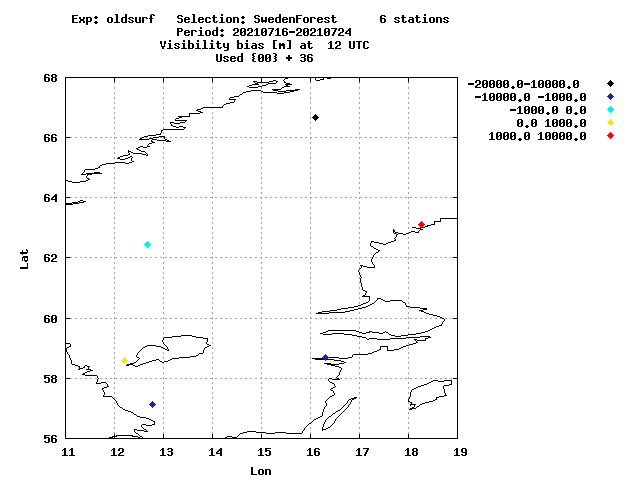 Exp: oldsurf   Selection: SwedenForest      6 stations
Period: 20210716-20210724
Visibility bias [m] at  12 UTC
Used {00} + 36
-20000.0-10000.0
-10000.0 -1000.0
-1000.0 0.0
0.0 1000.0
1000.0 10000.0
68
66
64
62
60
58
56
Lat
11 12 13 14 15 16 17 18 19
Lon